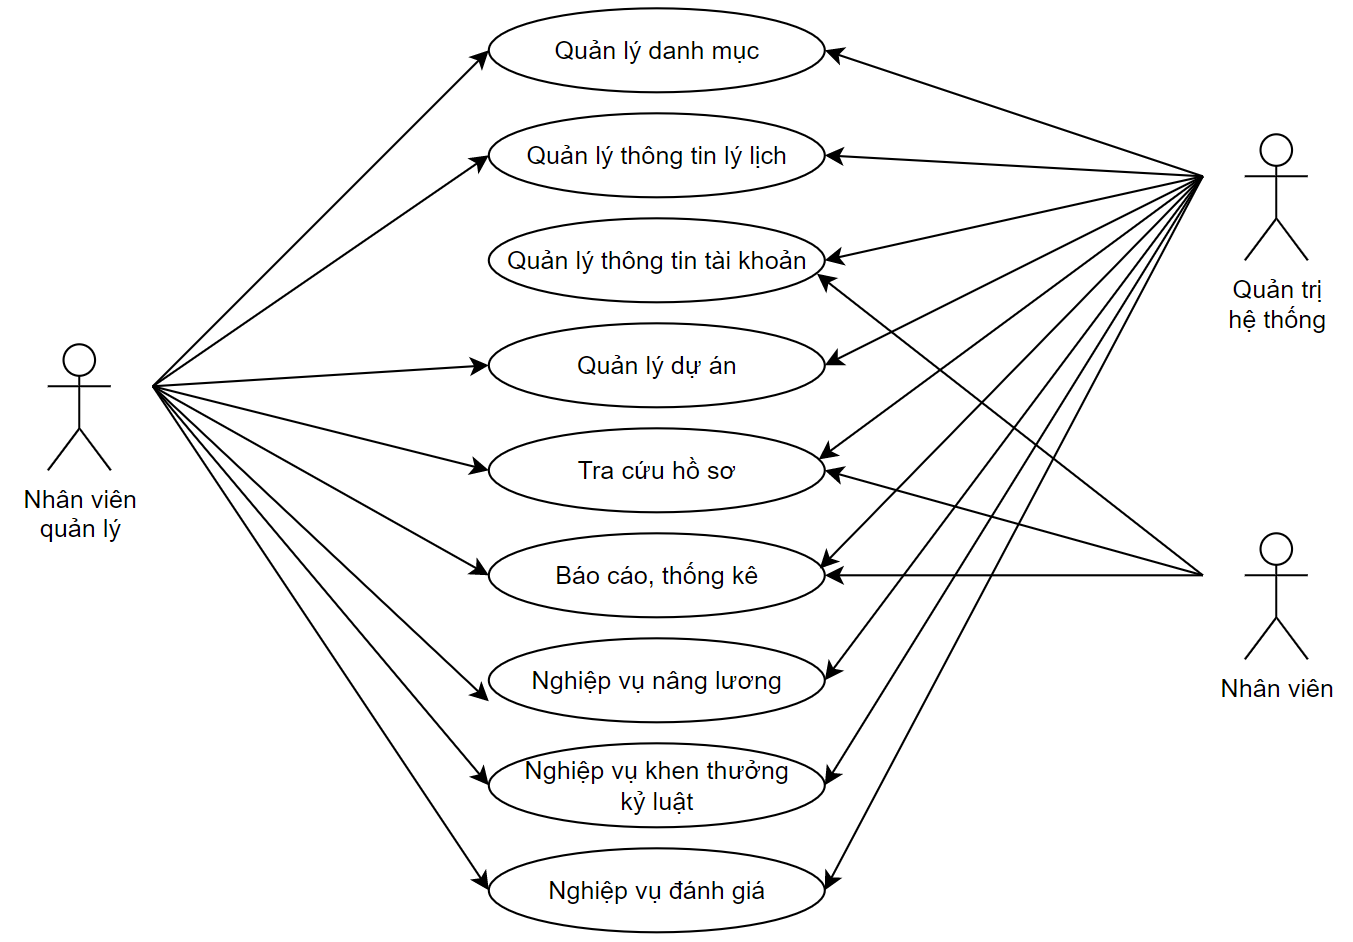 Quản lý danh mục
Quản lý thông tin lý lịch
Quản lý thông tin tài khoản
Quản lý dự án
Tra cứu hồ sơ
Báo cáo, thống kê
Nghiệp vụ nâng lương
Nghiệp vụ khen thưởng
kỷ luật
Nghiệp vụ đánh giá
Nhân viên
quản lý
Quản trị
hệ thống
Nhân viên